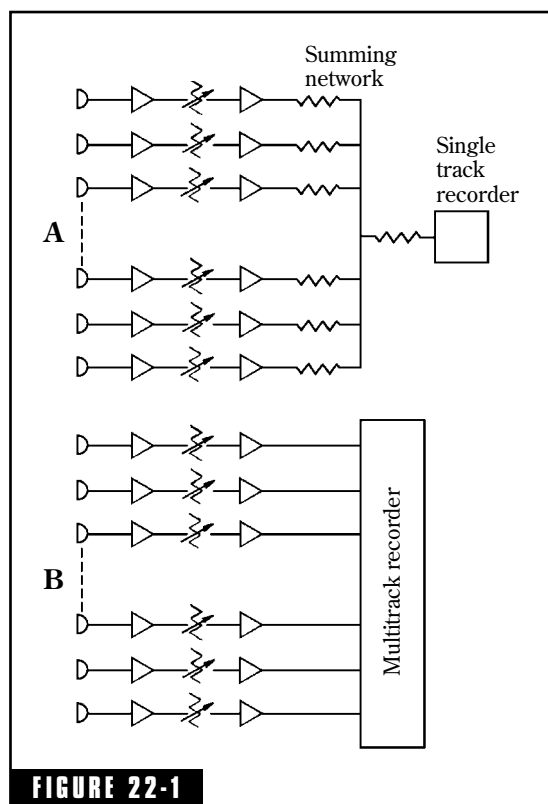 Summing
network
Single
track
recorder
A
B
Multitrack recorder
FIGURE 22-1